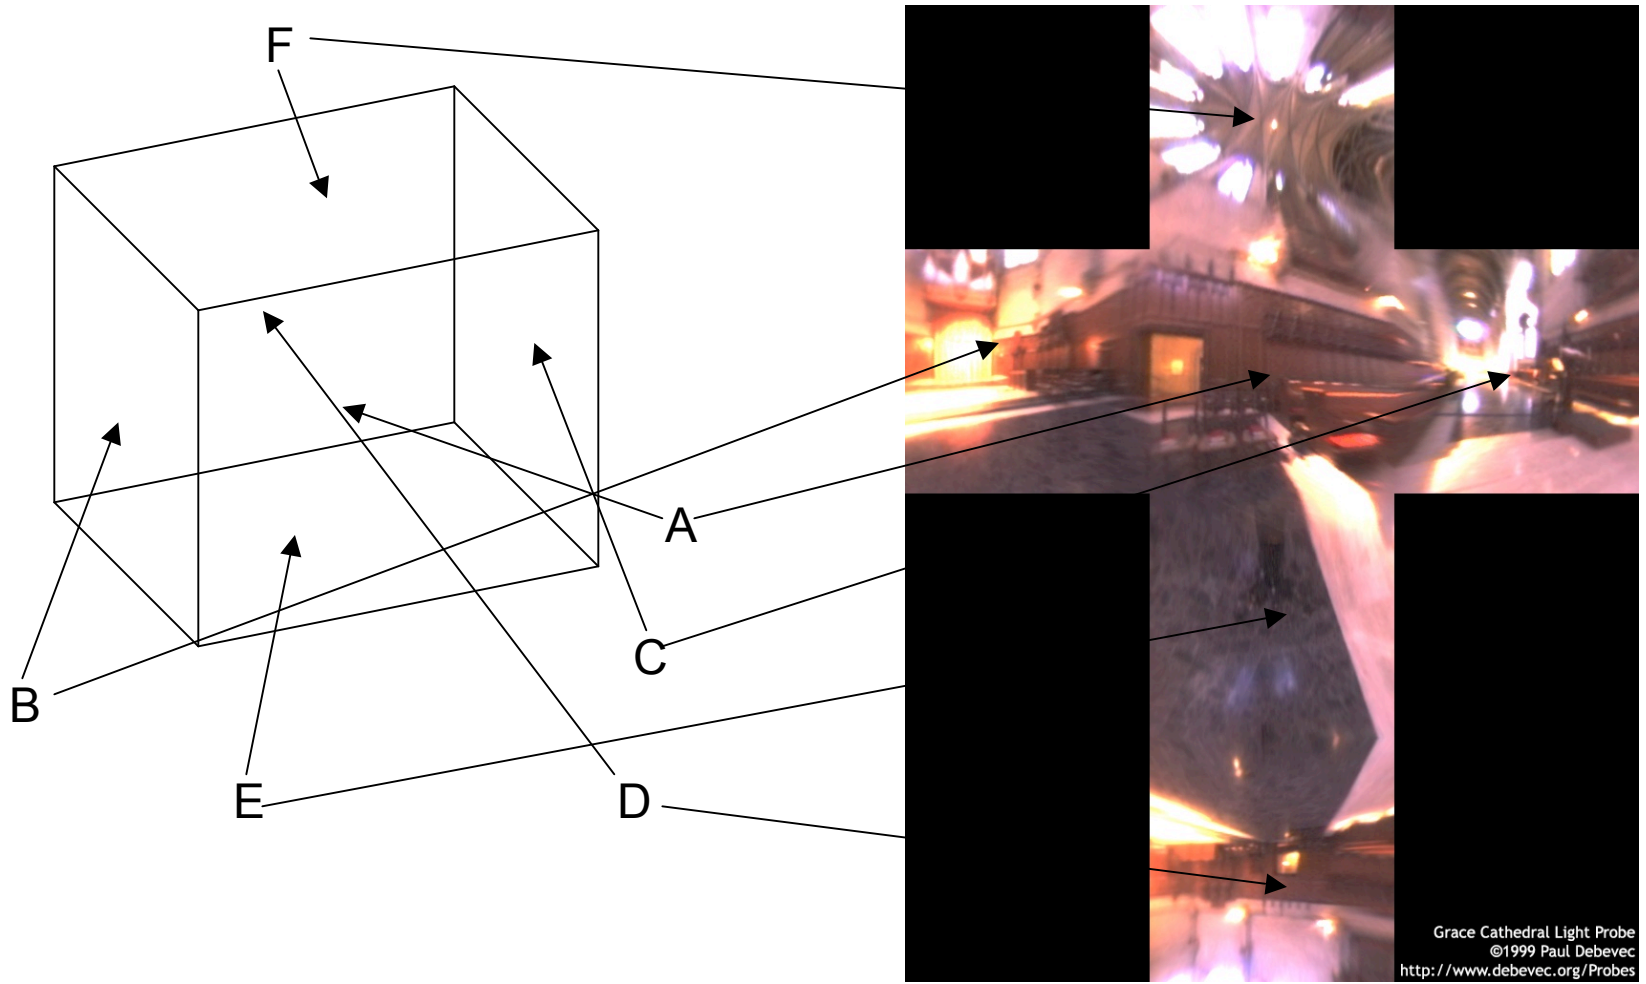 F
A
C
B
E
D
Grace Cathedral Light Probe
©1999 Paul Debevec
http://www.debevec.org/Probes